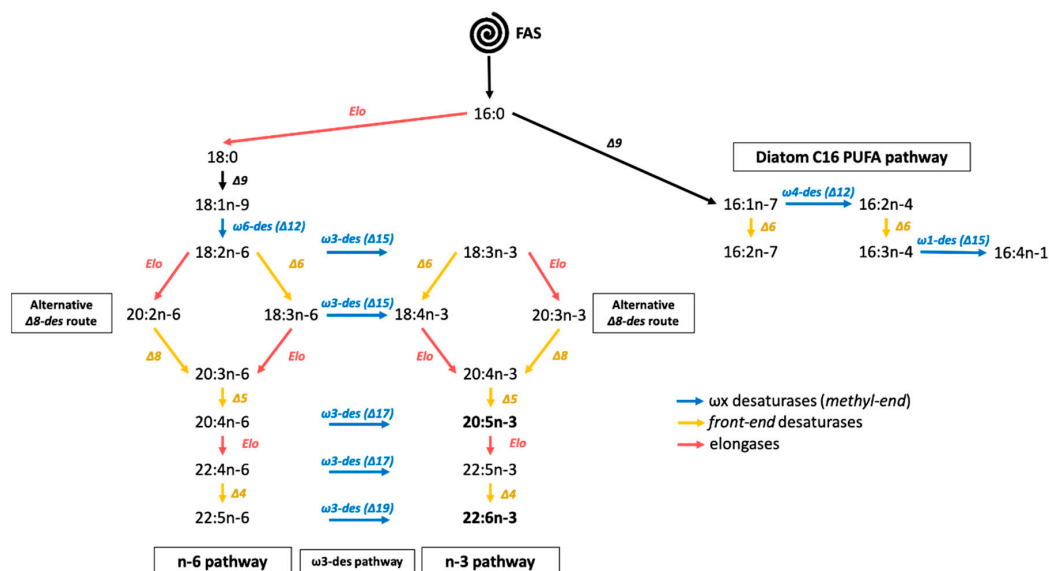 FAS
Elo
16:0
18:0
Δ9
Δ9
Diatom C16 PUFA pathway
18:1n-9
16:1n-7
ω4-des (Δ12)
16:2n-4
ω6-des (Δ12)
Δ6
Δ6
18:2n-6
ω3-des (Δ15)
18:3n-3
16:2n-7
16:3n-4
ω1-des (Δ15)
16:4n-1
Elo
Δ6
Δ6
Elo
Alternative
Δ8-des route
20:2n-6
18:3n-6
ω3-des (Δ15)
18:4n-3
20:3n-3
Alternative
Δ8-des route
Δ8
Elo
Elo
Δ8
20:3n-6
20:4n-3
Δ5
Δ5
20:4n-6
ω3-des (Δ17)
20:5n-3
Elo
Elo
22:4n-6
ω3-des (Δ17)
22:5n-3
Δ4
Δ4
22:5n-6
ω3-des (Δ19)
22:6n-3
n-6 pathway
ω3-des pathway
n-3 pathway
ωx desaturases (methyl-end)
front-end desaturases
elongases